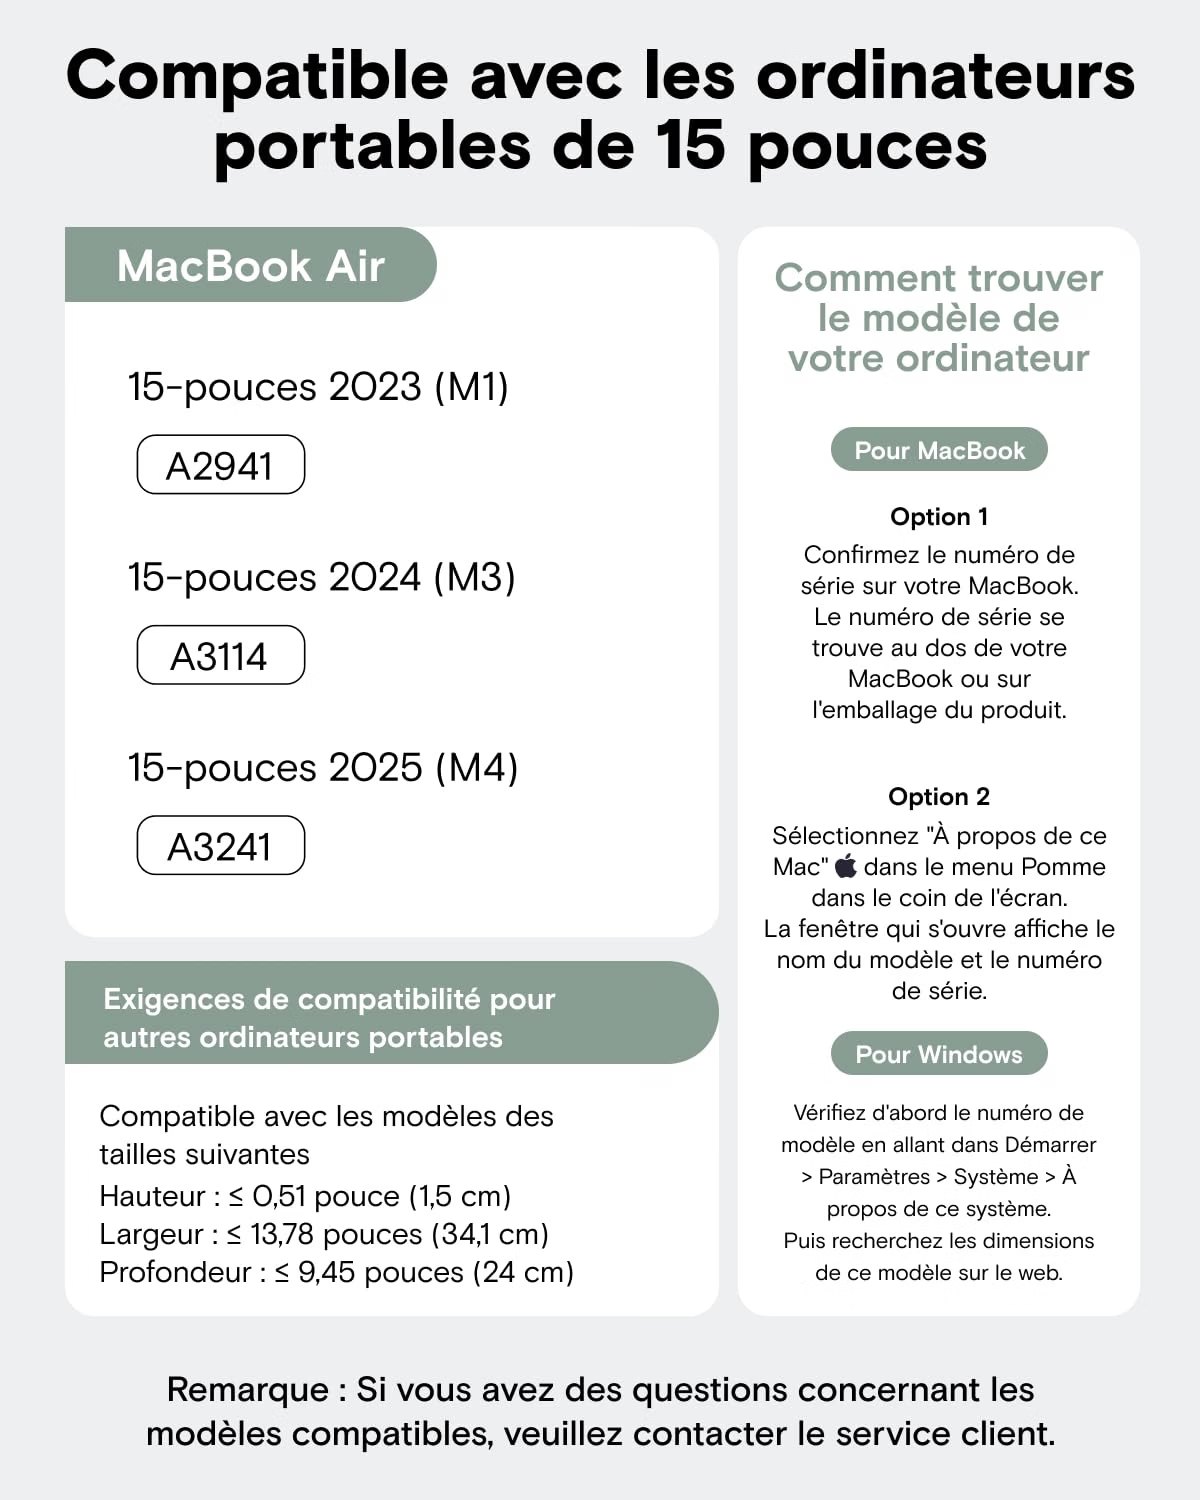 Compatible avec les ordinateurs
portables de 15 pouces
MacBook Air
15-pouces 2023 (M1)
A2941
15-pouces 2024 (M3)
A3114
15-pouces 2025 (M4)
A3241
Exigences de compatibilité pour
autres ordinateurs portables
Compatible avec les modèles des
tailles suivantes
Hauteur : ≤ 0,51 pouce (1,5 cm)
Largeur : ≤ 13,78 pouces (34,1 cm)
Profondeur : ≤ 9,45 pouces (24 cm)
Comment trouver
le modèle de
votre ordinateur
Pour MacBook
Option 1
Confirmez le numéro de
série sur votre MacBook.
Le numéro de série se
trouve au dos de votre
MacBook ou sur
l'emballage du produit.
Option 2
Sélectionnez "À propos de ce
Mac" dans le menu Pomme
dans le coin de l'écran.
La fenêtre qui s'ouvre affiche le
nom du modèle et le numéro
de série.
Pour Windows
Vérifiez d'abord le numéro de
modèle en allant dans Démarrer
> Paramètres > Système > À
propos de ce système.
Puis recherchez les dimensions
de ce modèle sur le web.
Remarque : Si vous avez des questions concernant les
modèles compatibles, veuillez contacter le service client.